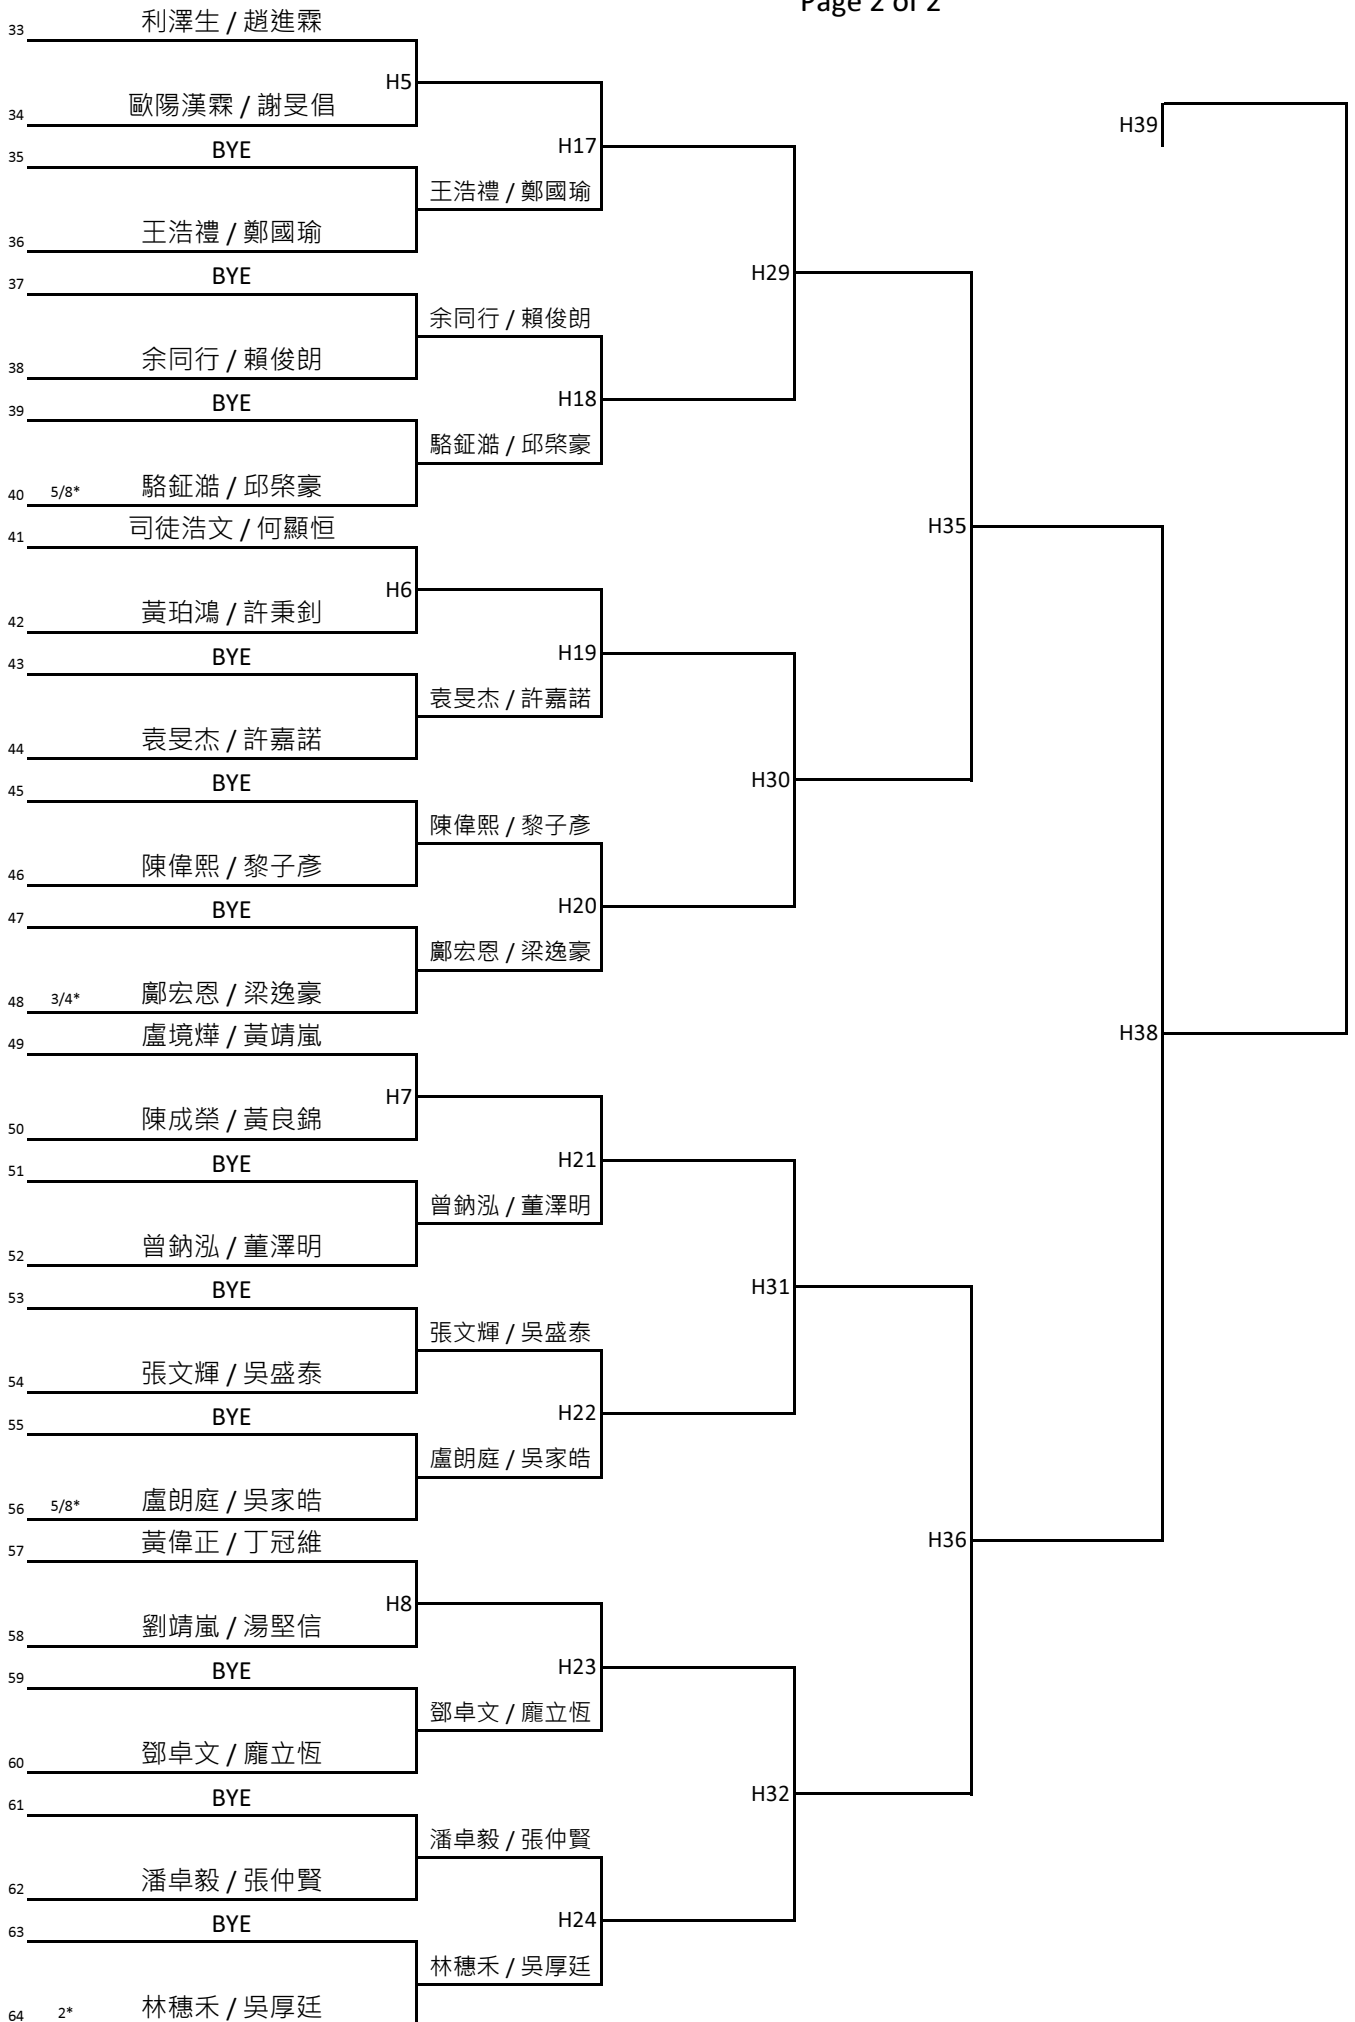 Page 2 of 2
33 利澤生 / 趙進霖
H5
34 歐陽漢霖 / 謝旻倡
H39
35 BYE
H17
王浩禮 / 鄭國瑜
36 王浩禮 / 鄭國瑜
37 BYE
H29
余同行 / 賴俊朗
38 余同行 / 賴俊朗
39 BYE
H18
駱鉦澔 / 邱棨豪
40 5/8* 駱鉦澔 / 邱棨豪
41 司徒浩文 / 何顯恒
H35
H6
42 黃珀鴻 / 許秉釗
43 BYE
H19
袁旻杰 / 許嘉諾
44 袁旻杰 / 許嘉諾
45 BYE
H30
陳偉熙 / 黎子彥
46 陳偉熙 / 黎子彥
47 BYE
H20
鄺宏恩 / 梁逸豪
48 3/4* 鄺宏恩 / 梁逸豪
49 盧境燁 / 黃靖嵐
H38
H7
50 陳成榮 / 黃良錦
51 BYE
H21
曾鈉泓 / 董澤明
52 曾鈉泓 / 董澤明
53 BYE
H31
張文輝 / 吳盛泰
54 張文輝 / 吳盛泰
55 BYE
H22
盧朗庭 / 吳家皓
56 5/8* 盧朗庭 / 吳家皓
57 黃偉正 / 丁冠維
H36
H8
58 劉靖嵐 / 湯堅信
59 BYE
H23
鄧卓文 / 龐立恆
60 鄧卓文 / 龐立恆
61 BYE
H32
潘卓毅 / 張仲賢
62 潘卓毅 / 張仲賢
63 BYE
H24
林穗禾 / 吳厚廷
64 2* 林穗禾 / 吳厚廷